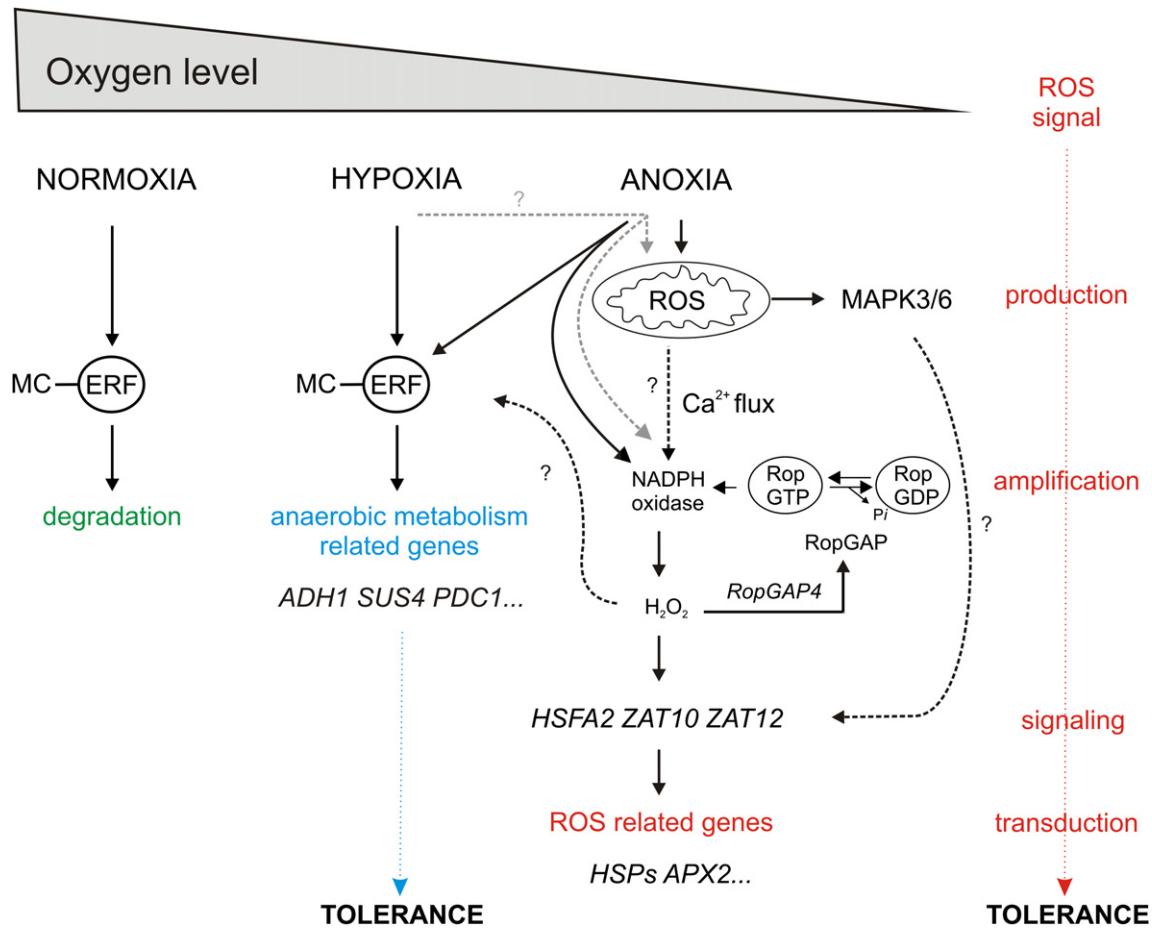 Oxygen level
ROS
signal
NORMOXIA
HYPOXIA
ANOXIA
?
ROS
MAPK3/6
production
MC
ERF
MC
ERF
?
Ca²⁺ flux
?
NADPH
oxidase
Rop
GTP
Rop
GDP
Pi
amplification
degradation
anaerobic metabolism
related genes
?
RopGAP
ADH1 SUS4 PDC1...
H₂O₂
RopGAP4
HSFA2 ZAT10 ZAT12
signaling
ROS related genes
transduction
HSPs APX2...
TOLERANCE
TOLERANCE